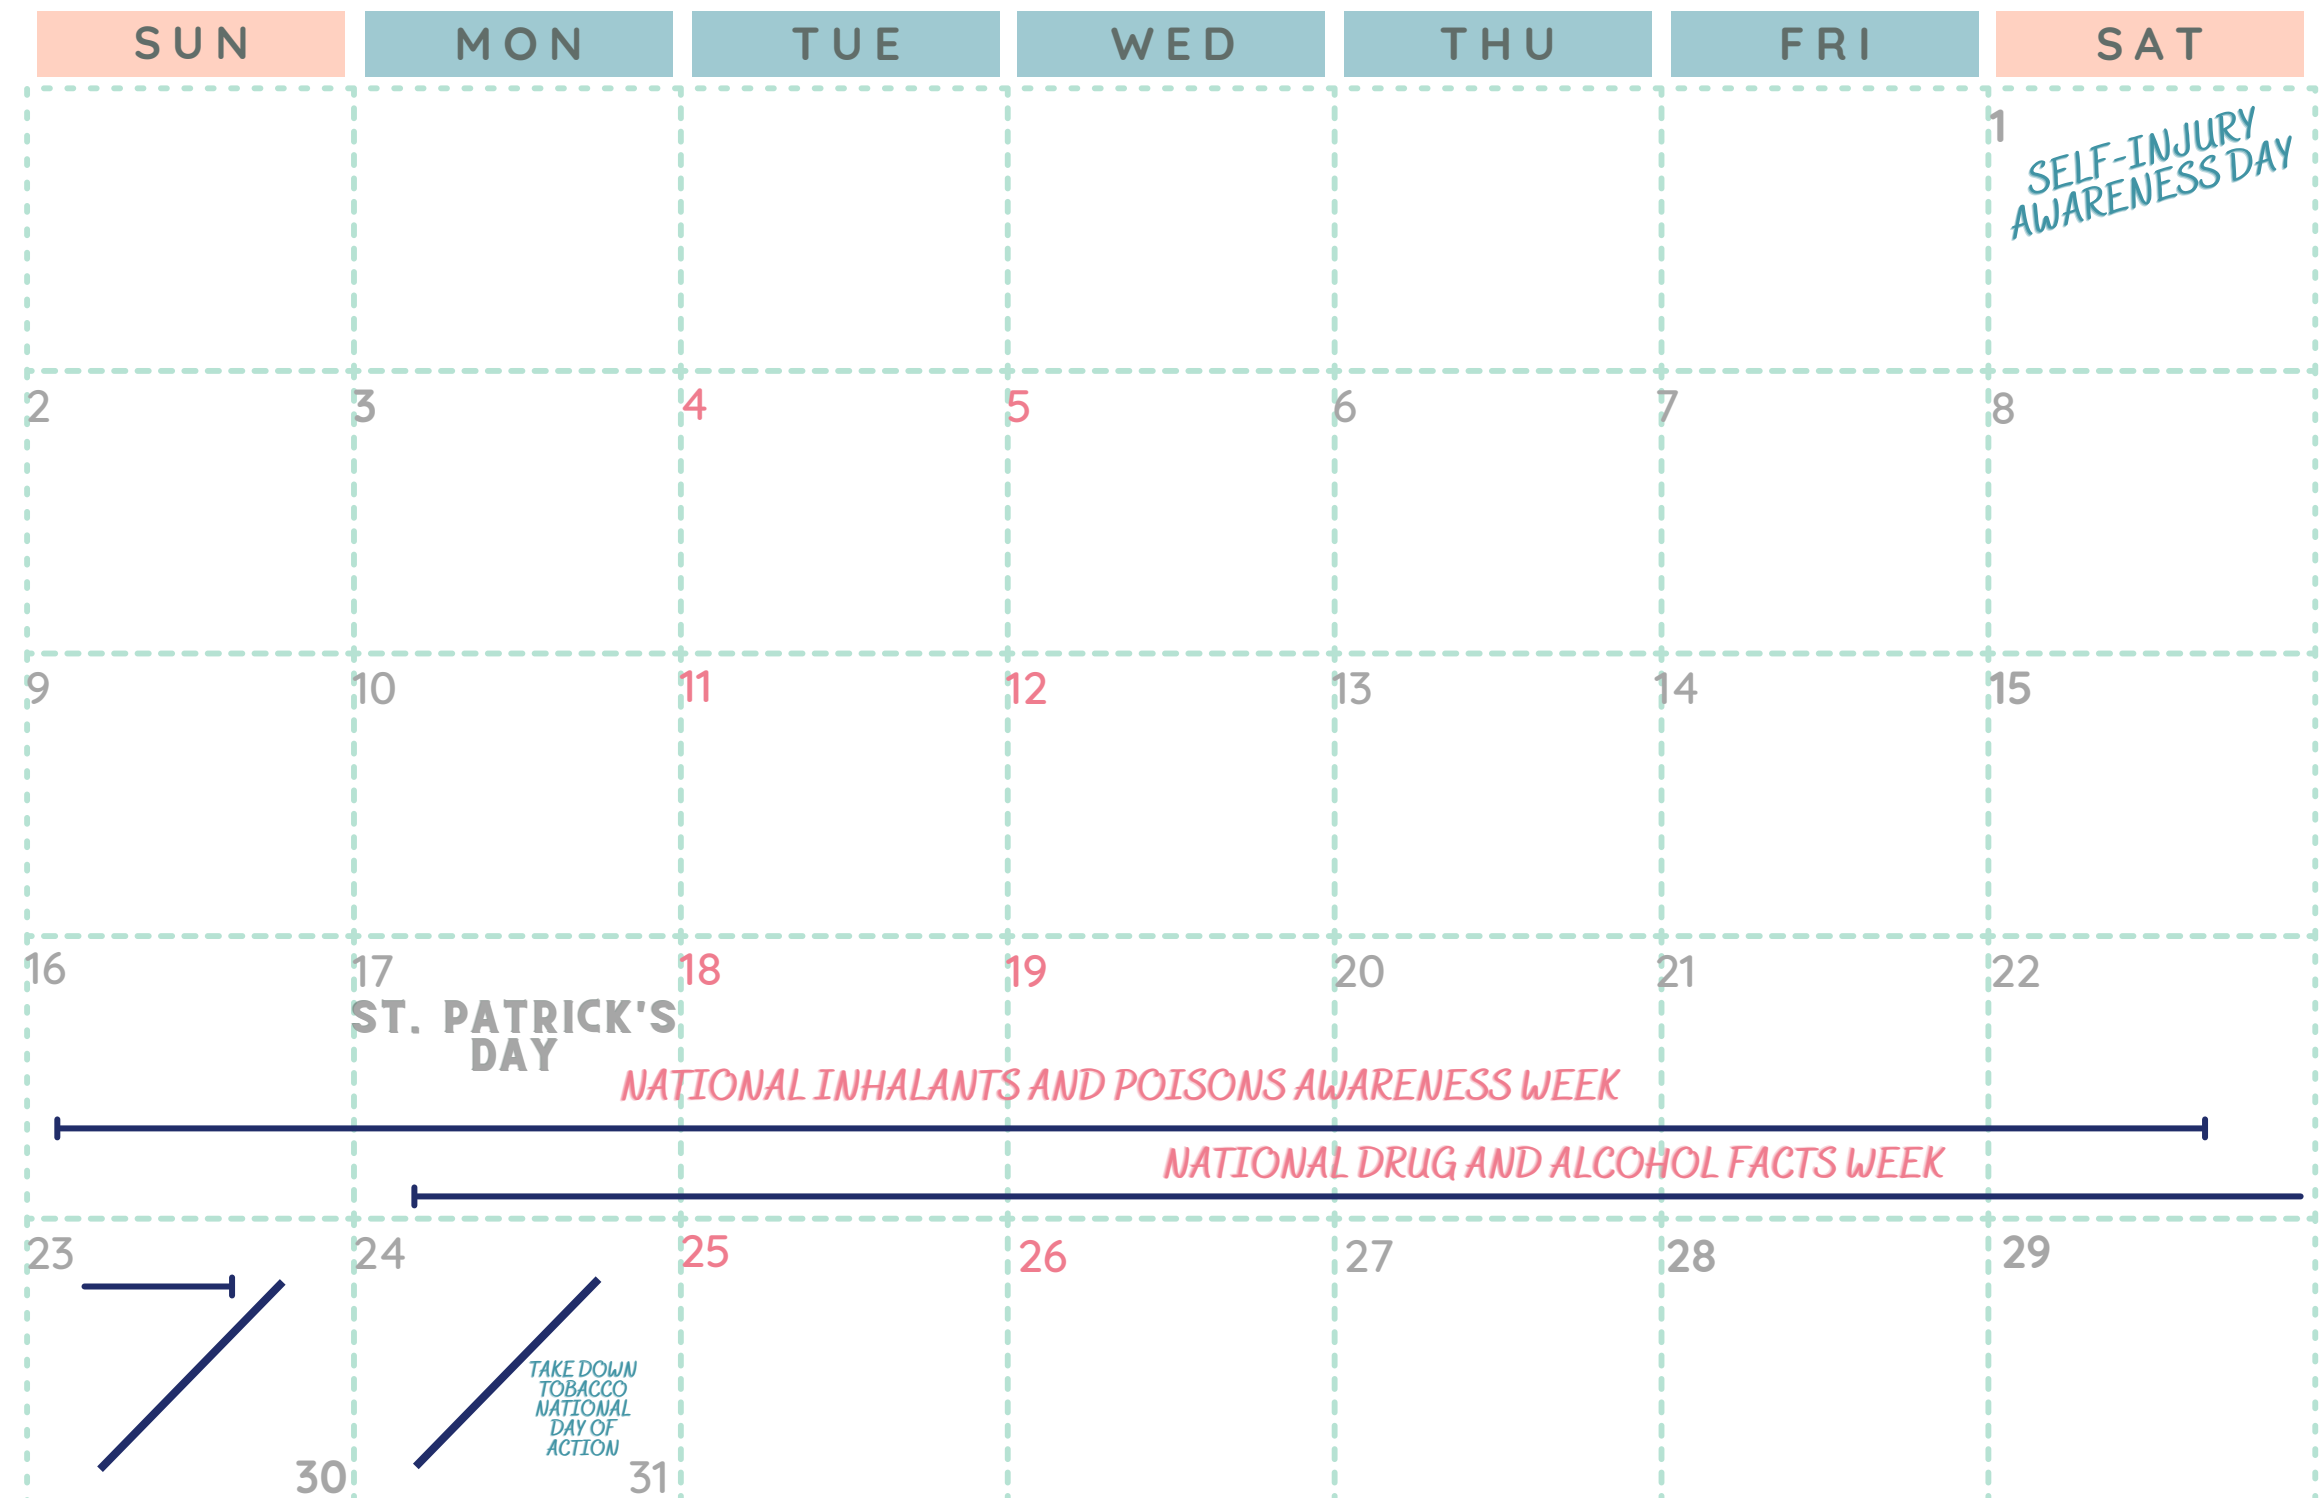 SUN MON TUE WED THU FRI SAT
1
SELF-INJURY
AWARENESS DAY
2 3 4 5 6 7 8
9 10 11 12 13 14 15
16 17 18 19 20 21 22
ST. PATRICK'S
DAY
NATIONAL INHALANTS AND POISONS AWARENESS WEEK
NATIONAL DRUG AND ALCOHOL FACTS WEEK
23 24 25 26 27 28 29
TAKE DOWN
TOBACCO
NATIONAL
DAY OF
ACTION
30 31